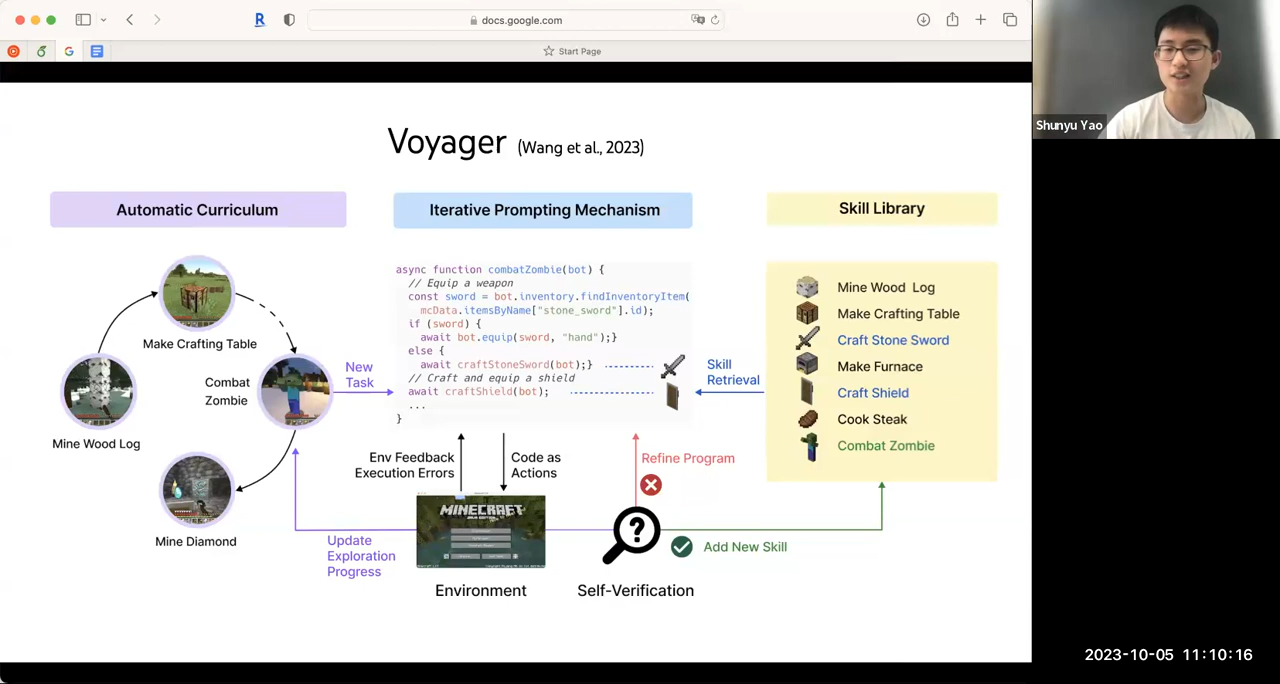 docs.google.com
Start Page
Shunyu Yao
Voyager (Wang et al., 2023)
Automatic Curriculum
Iterative Prompting Mechanism
Skill Library
Make Crafting Table
Combat
Zombie
Mine Wood Log
Mine Diamond
New
Task
async function combatZombie(bot) {
// Equip a weapon
const sword = bot.inventory.findInventoryItem(
mcData.itemsByName["stone_sword"].id);
if (sword) {
await bot.equip(sword, "hand");}
else {
await craftStoneSword(bot);}
// Craft and equip a shield
await craftShield(bot);
...
}
Skill
Retrieval
Mine Wood Log
Make Crafting Table
Craft Stone Sword
Make Furnace
Craft Shield
Cook Steak
Combat Zombie
Env Feedback
Execution Errors
Code as
Actions
Refine Program
MINECRAFT
Update
Exploration
Progress
?
Add New Skill
Environment
Self-Verification
2023-10-05 11:10:16